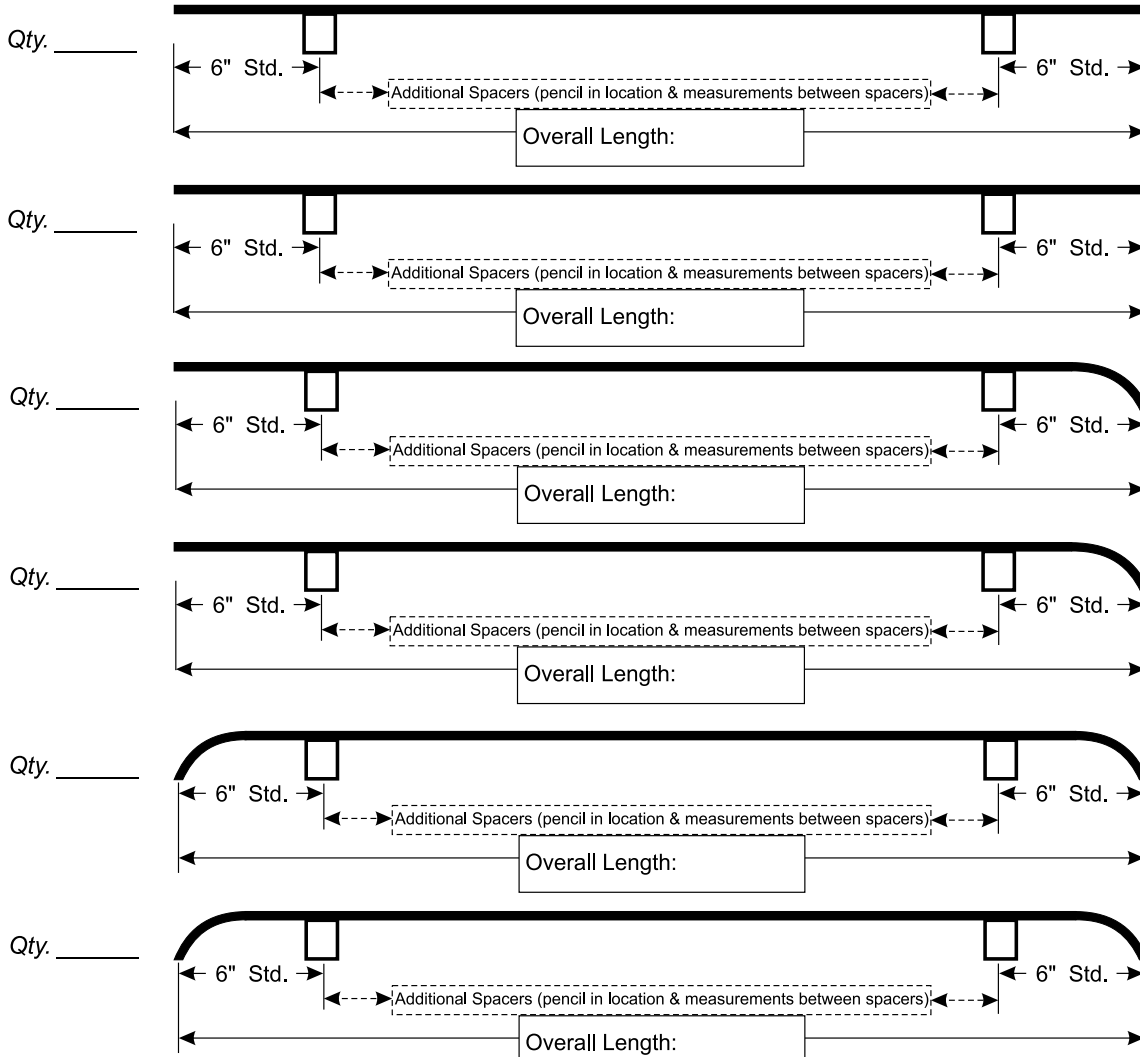 Qty.
6" Std. 6" Std.
Additional Spacers (pencil in location & measurements between spacers)
Overall Length:
Qty.
6" Std. 6" Std.
Additional Spacers (pencil in location & measurements between spacers)
Overall Length:
Qty.
6" Std. 6" Std.
Additional Spacers (pencil in location & measurements between spacers)
Overall Length:
Qty.
6" Std. 6" Std.
Additional Spacers (pencil in location & measurements between spacers)
Overall Length:
Qty.
6" Std. 6" Std.
Additional Spacers (pencil in location & measurements between spacers)
Overall Length:
Qty.
6" Std. 6" Std.
Additional Spacers (pencil in location & measurements between spacers)
Overall Length: